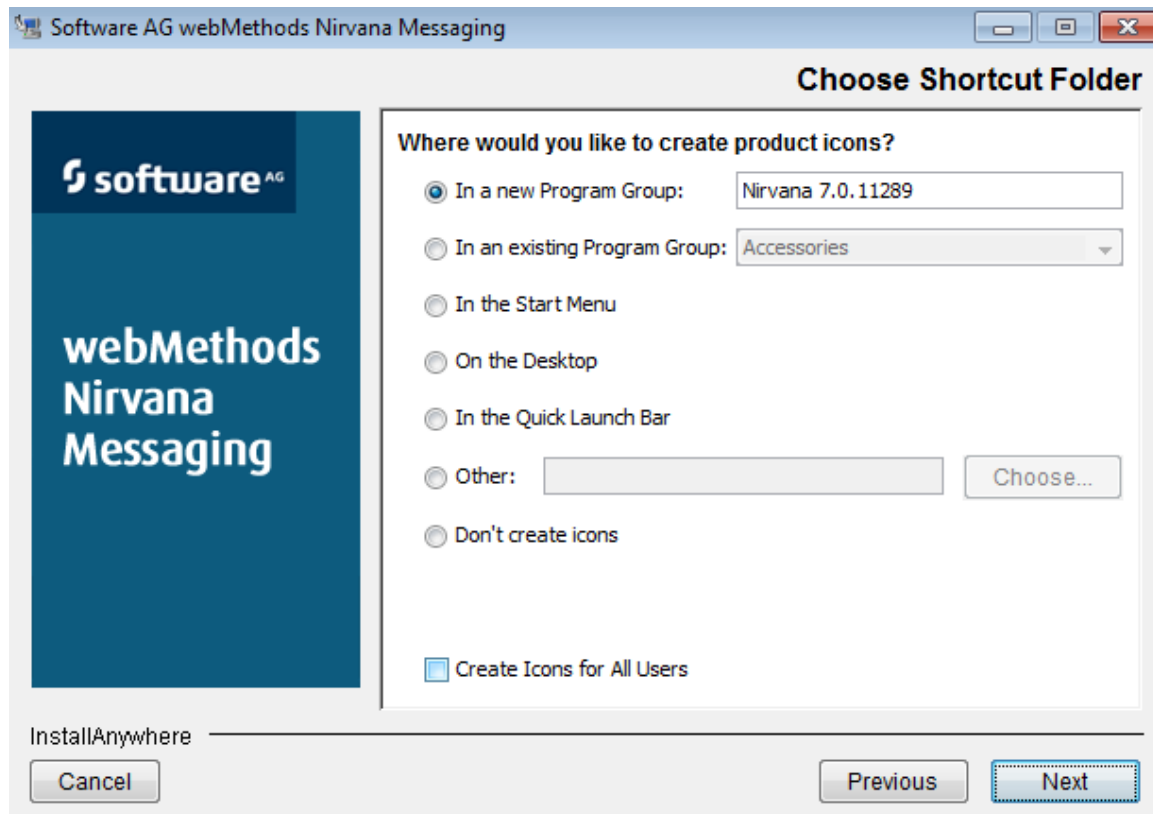 Software AG webMethods Nirvana Messaging
Choose Shortcut Folder
software AG
webMethods
Nirvana
Messaging
Where would you like to create product icons?
In a new Program Group: Nirvana 7.0.11289
In an existing Program Group: Accessories
In the Start Menu
On the Desktop
In the Quick Launch Bar
Other: Choose...
Don't create icons
Create Icons for All Users
InstallAnywhere
Cancel Previous Next